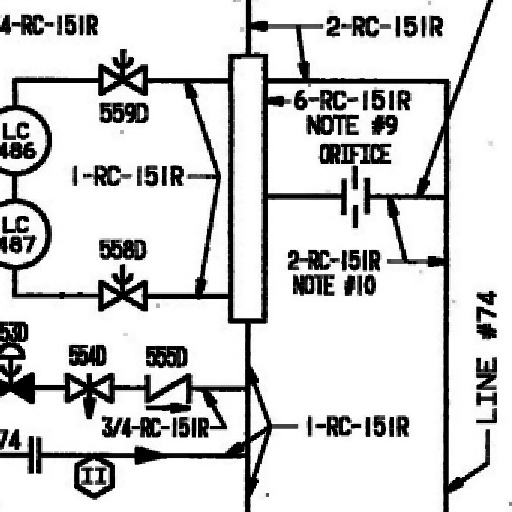 4-RC-151R
2-RC-151R
6-RC-151R
NOTE #9
559D
LC
486
ORIFICE
1-RC-151R
LC
487
558D
2-RC-151R
NOTE #10
LINE #74
53D
554D
555D
3/4-RC-151R
1-RC-151R
74
II